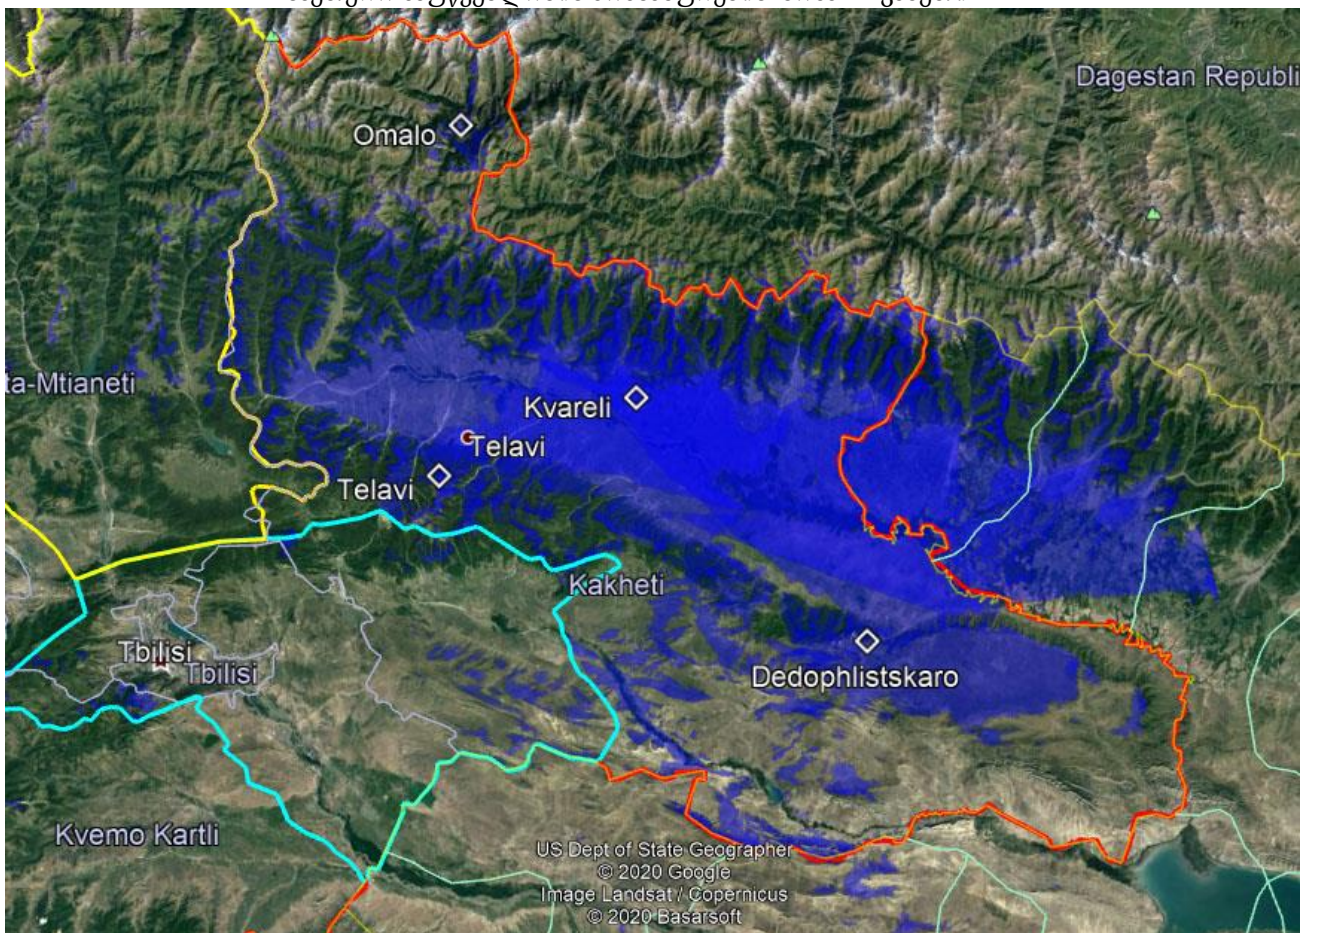 Dagestan Republi
Omalo
ta-Mtianeti
Kvareli
Telavi
Telavi
Kakheti
Tbilisi
Tbilisi
Dedophlistskaro
Kvemo Kartli
US Dept of State Geographer
© 2020 Google
Image Landsat / Copernicus
© 2020 Basarsoft